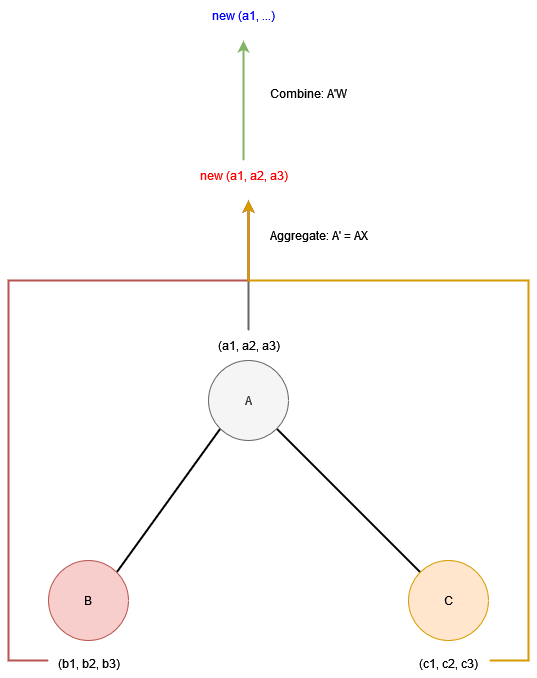 new (a1, ...)
Combine: A'W
new (a1, a2, a3)
Aggregate: A' = AX
(a1, a2, a3)
A
B
C
(b1, b2, b3)
(c1, c2, c3)